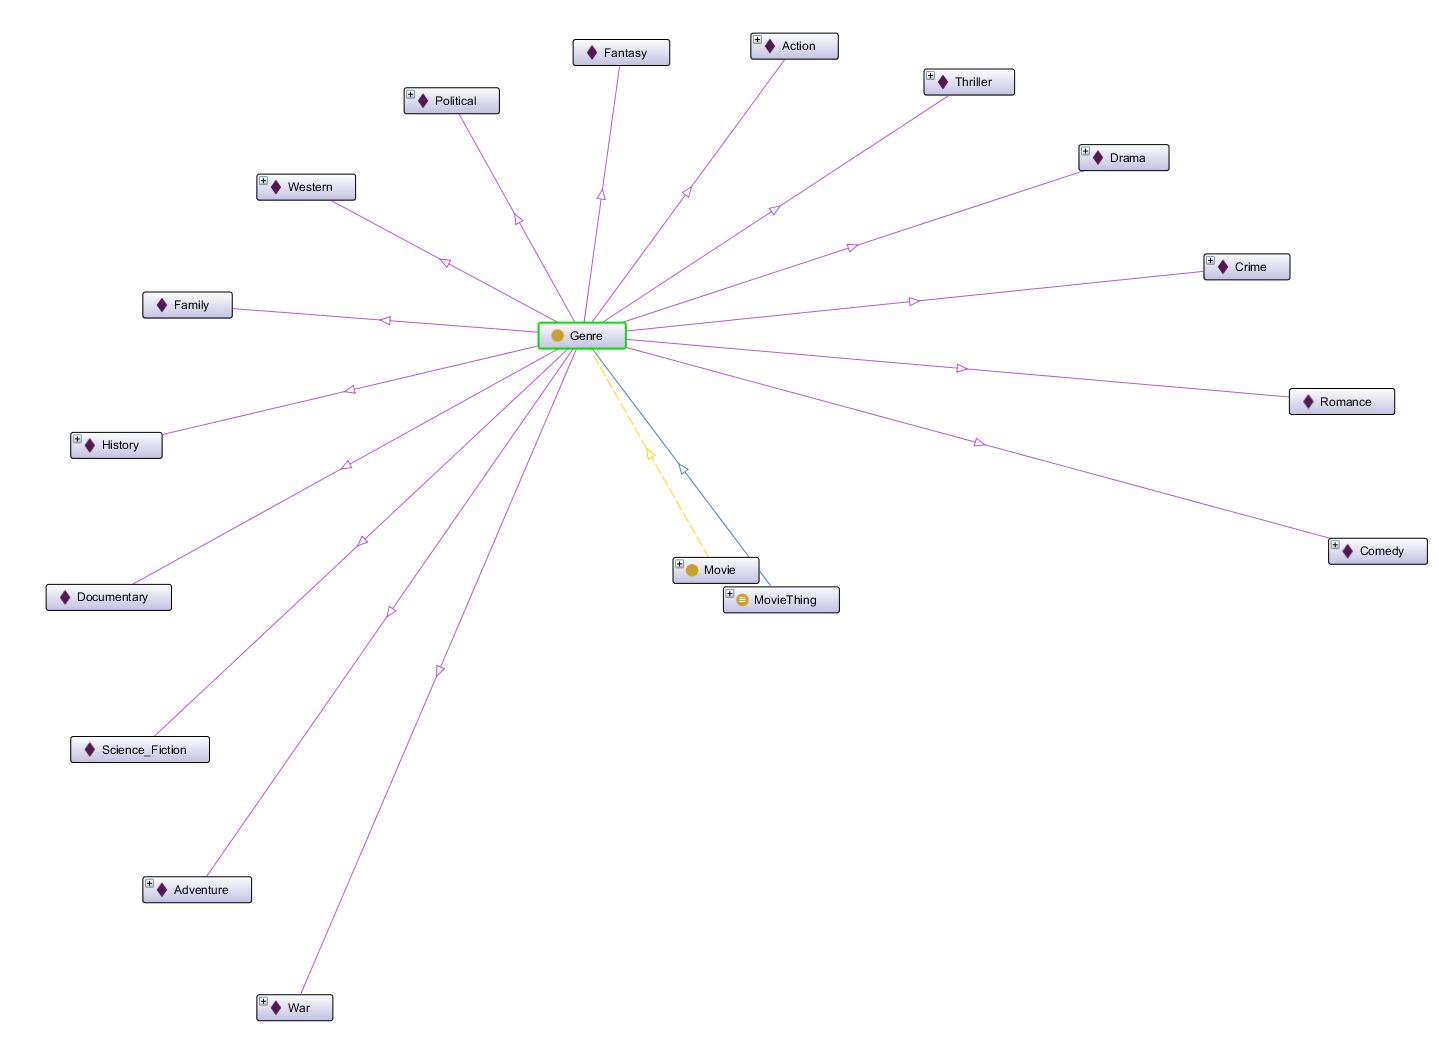 Action
Fantasy
Thriller
Political
Drama
Western
Crime
Family
Genre
Romance
History
Comedy
Movie
Documentary
MovieThing
Science_Fiction
Adventure
War